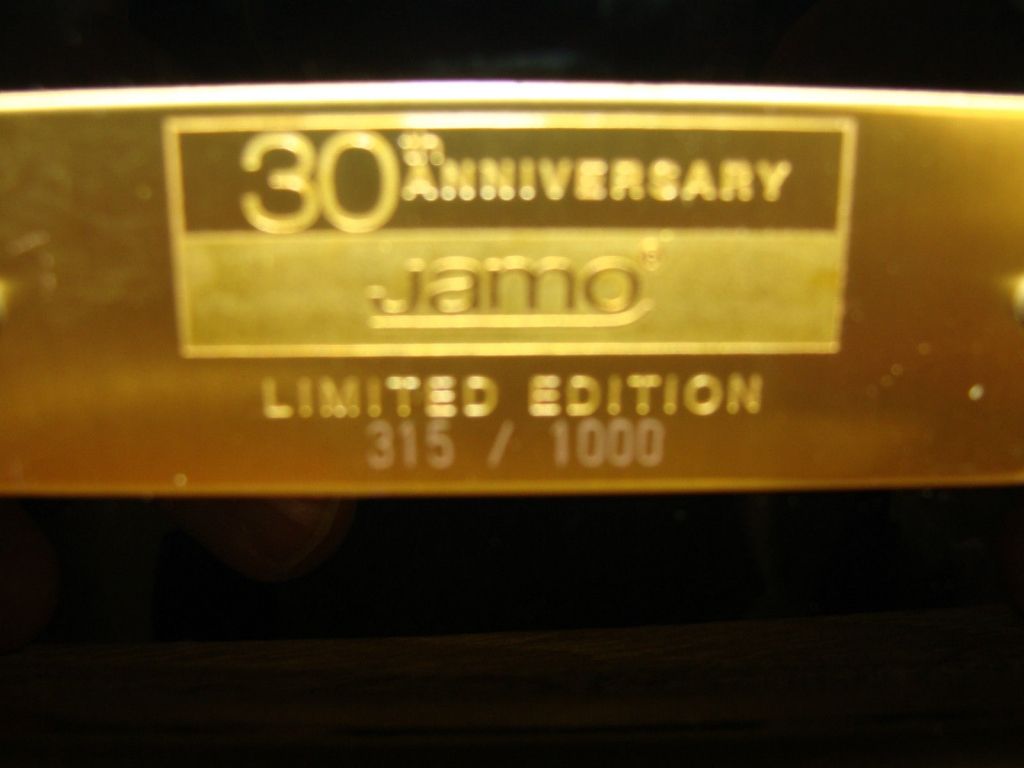 30th ANNIVERSARY
Jamo®
LIMITED EDITION
315 / 1000